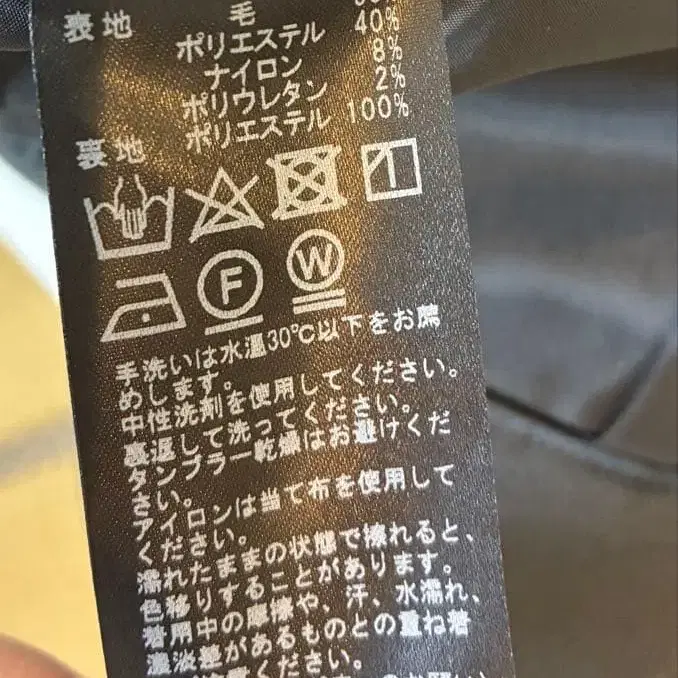 表地 毛
ポリエステル 40%
ナイロン 8%
ポリウレタン 2%
裏地 ポリエステル 100%
F W
手洗いは水温30℃以下をお薦
めします。
中性洗剤を使用してください。
裏返して洗ってください。
タンブラー乾燥はお避けくだ
さい。
アイロンは当て布を使用して
ください。
濡れたままの状態で擦れると、
色移りすることがあります。
着用中の摩擦や、汗、水濡れ、
濃淡差があるものとの重ね着